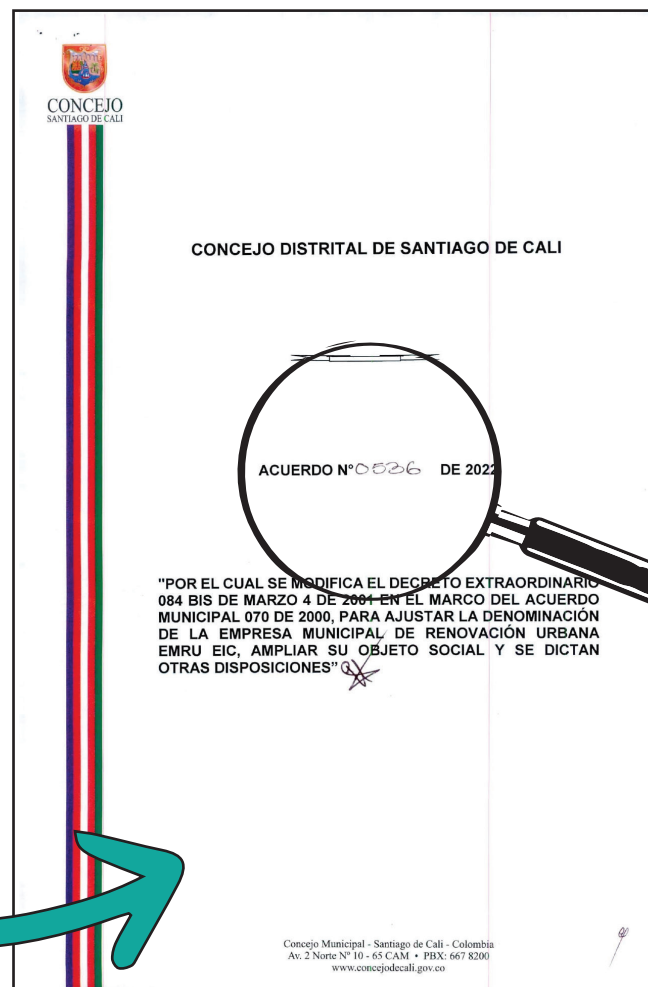 CONCEJO
SANTIAGO DE CALI
CONCEJO DISTRITAL DE SANTIAGO DE CALI
ACUERDO N° 0536 DE 2022
"POR EL CUAL SE MODIFICA EL DECRETO EXTRAORDINARIO
084 BIS DE MARZO 4 DE 2001 EN EL MARCO DEL ACUERDO
MUNICIPAL 070 DE 2000, PARA AJUSTAR LA DENOMINACIÓN
DE LA EMPRESA MUNICIPAL DE RENOVACIÓN URBANA
EMRU EIC, AMPLIAR SU OBJETO SOCIAL Y SE DICTAN
OTRAS DISPOSICIONES”
Concejo Municipal - Santiago de Cali - Colombia
Av. 2 Norte Nº 10 - 65 CAM • PBX: 667 8200
www.concejodecali.gov.co